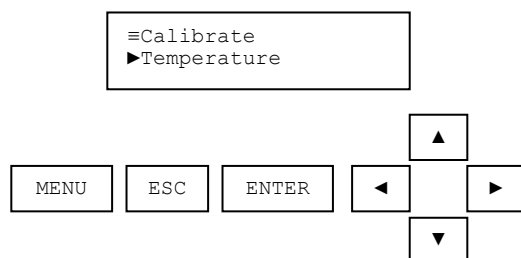 ≡Calibrate
►Temperature
▲
MENU ESC ENTER ◄ ►
▼